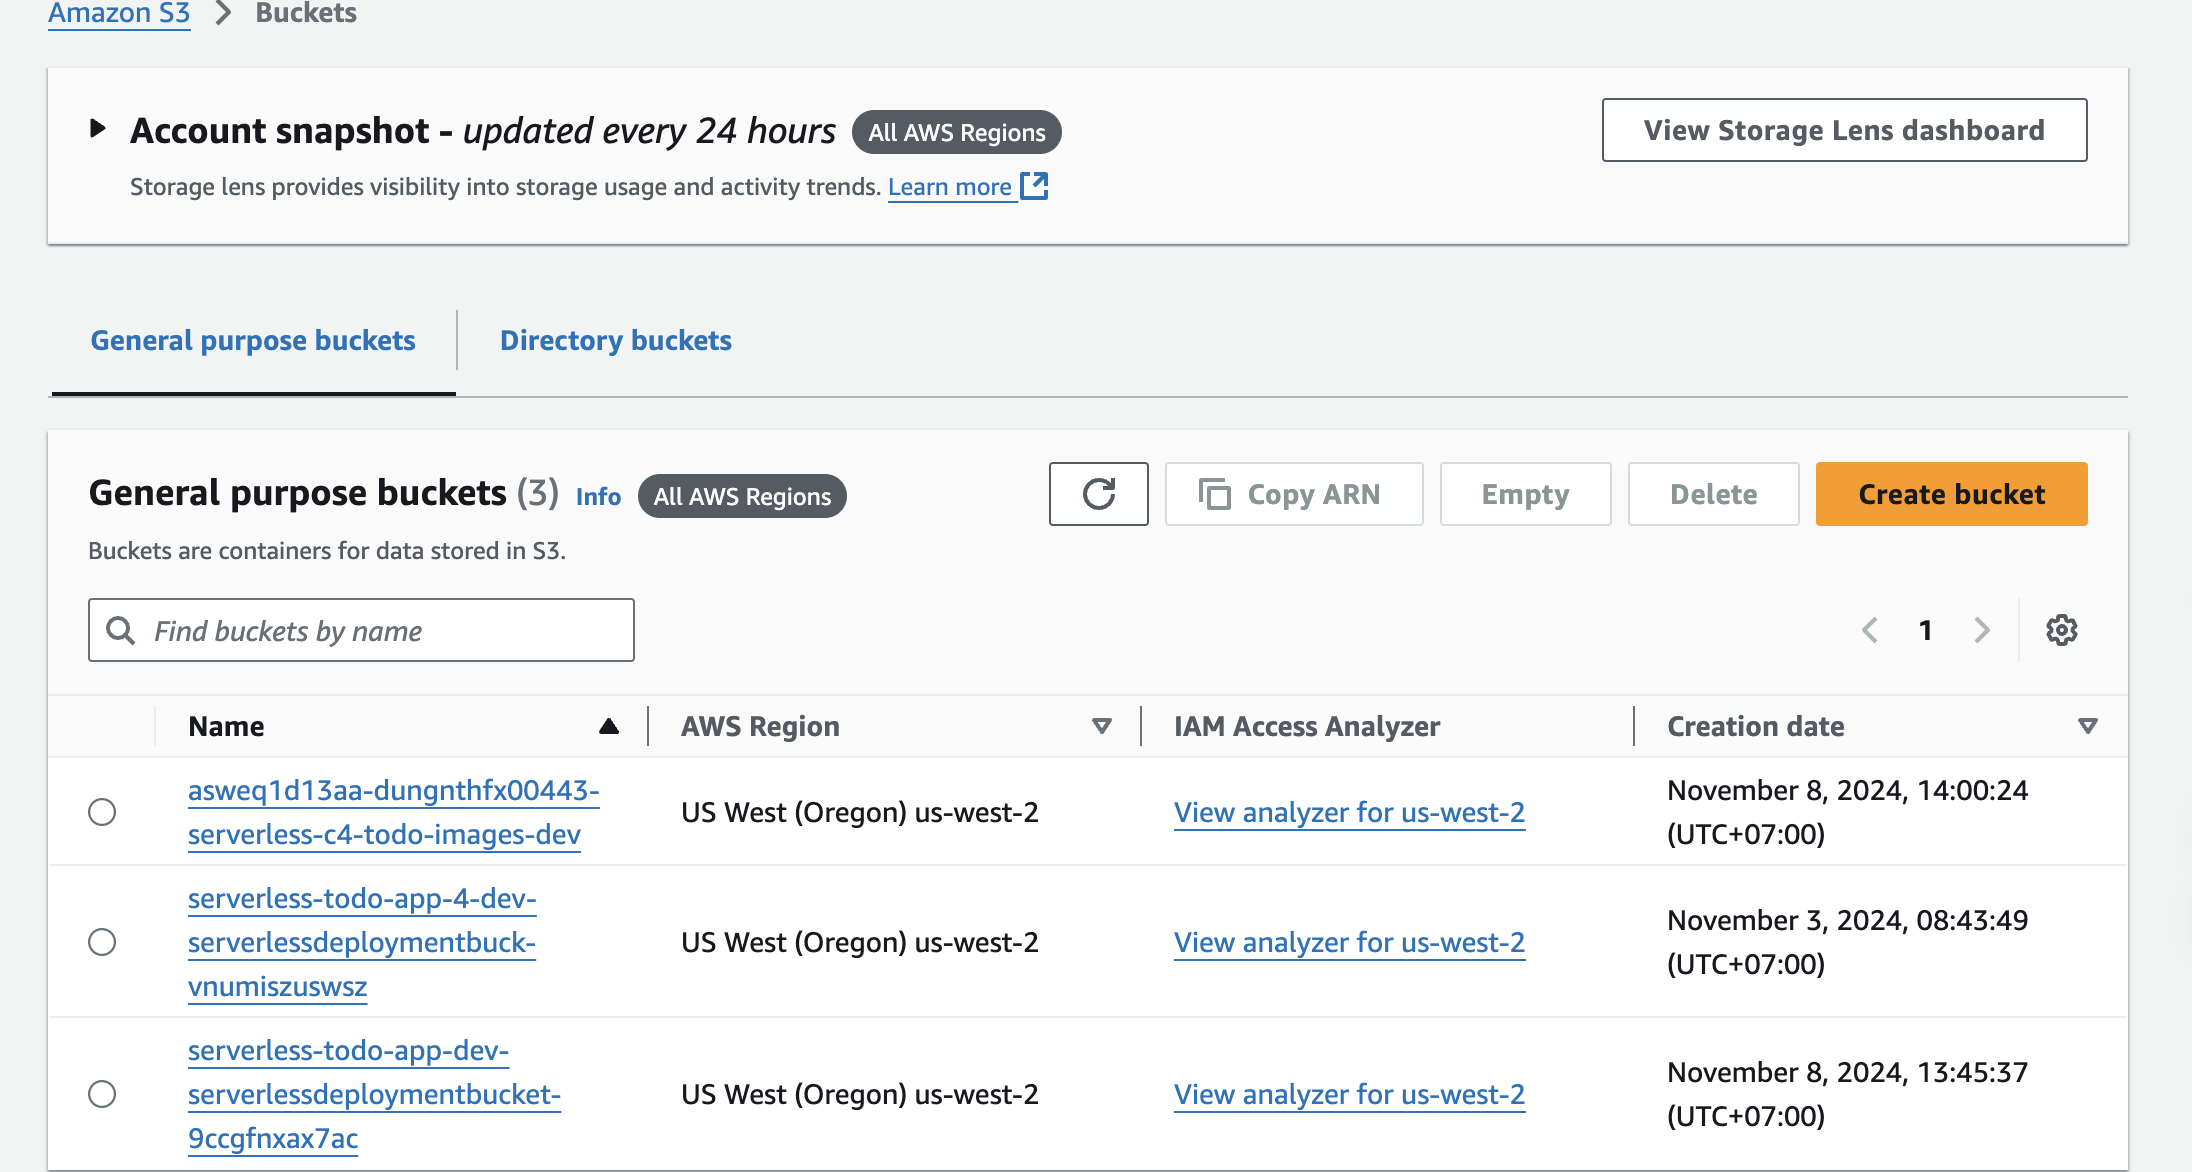 Amazon S3 > Buckets
Account snapshot - updated every 24 hours All AWS Regions
View Storage Lens dashboard
Storage lens provides visibility into storage usage and activity trends. Learn more
General purpose buckets
Directory buckets
General purpose buckets (3) Info All AWS Regions
Copy ARN
Empty
Delete
Create bucket
Buckets are containers for data stored in S3.
Find buckets by name
1
Name
AWS Region
IAM Access Analyzer
Creation date
asweq1d13aa-dungnthfx00443-
serverless-c4-todo-images-dev
US West (Oregon) us-west-2
View analyzer for us-west-2
November 8, 2024, 14:00:24
(UTC+07:00)
serverless-todo-app-4-dev-
serverlessdeploymentbuck-
vnumiszuswsz
US West (Oregon) us-west-2
View analyzer for us-west-2
November 3, 2024, 08:43:49
(UTC+07:00)
serverless-todo-app-dev-
serverlessdeploymentbucket-
9ccgfnxax7ac
US West (Oregon) us-west-2
View analyzer for us-west-2
November 8, 2024, 13:45:37
(UTC+07:00)